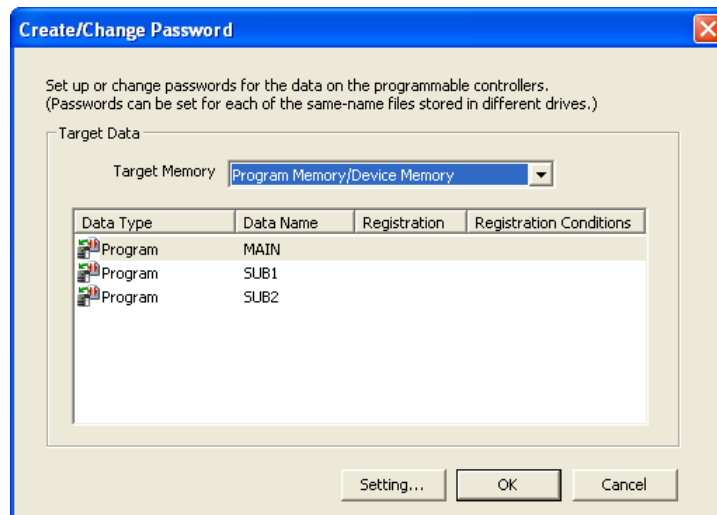 Create/Change Password
Set up or change passwords for the data on the programmable controllers.
(Passwords can be set for each of the same-name files stored in different drives.)
Target Data
Target Memory Program Memory/Device Memory
Data Type Data Name Registration Registration Conditions
Program MAIN
Program SUB1
Program SUB2
Setting... OK Cancel